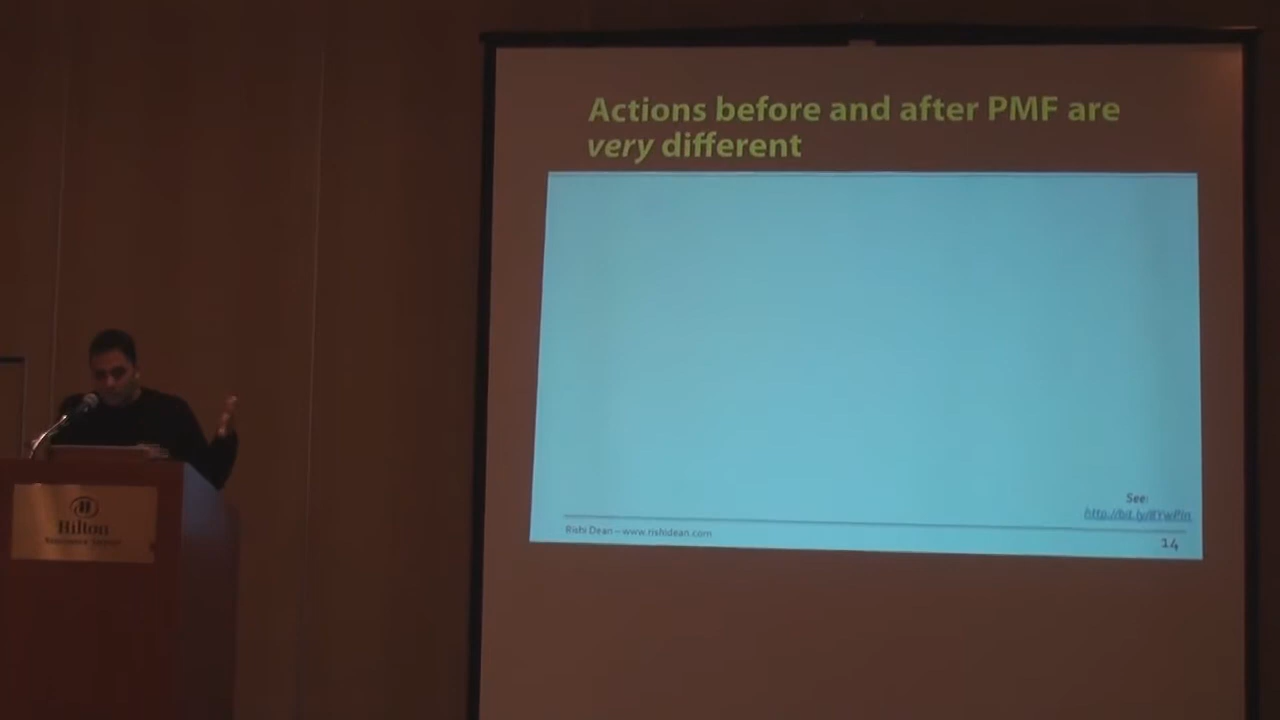 Actions before and after PMF are
very different
See:
Rishi Dean – www.rishidean.com
14
Hilton